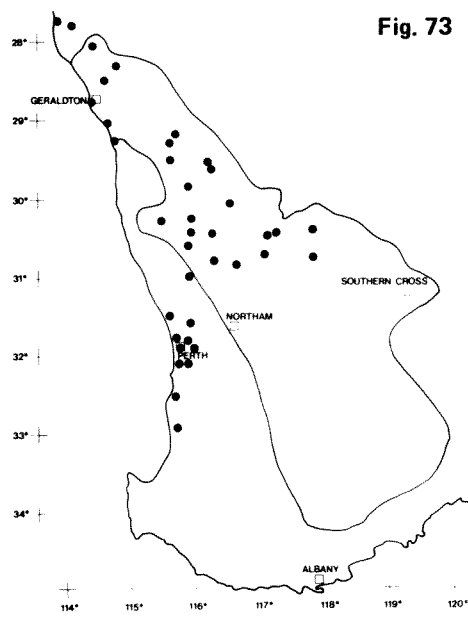 Fig. 73
28°
GERALDTON
29°
30°
31°
SOUTHERN CROSS
NORTHAM
32°
PERTH
33°
34°
ALBANY
114° 115° 116° 117° 118° 119° 120°